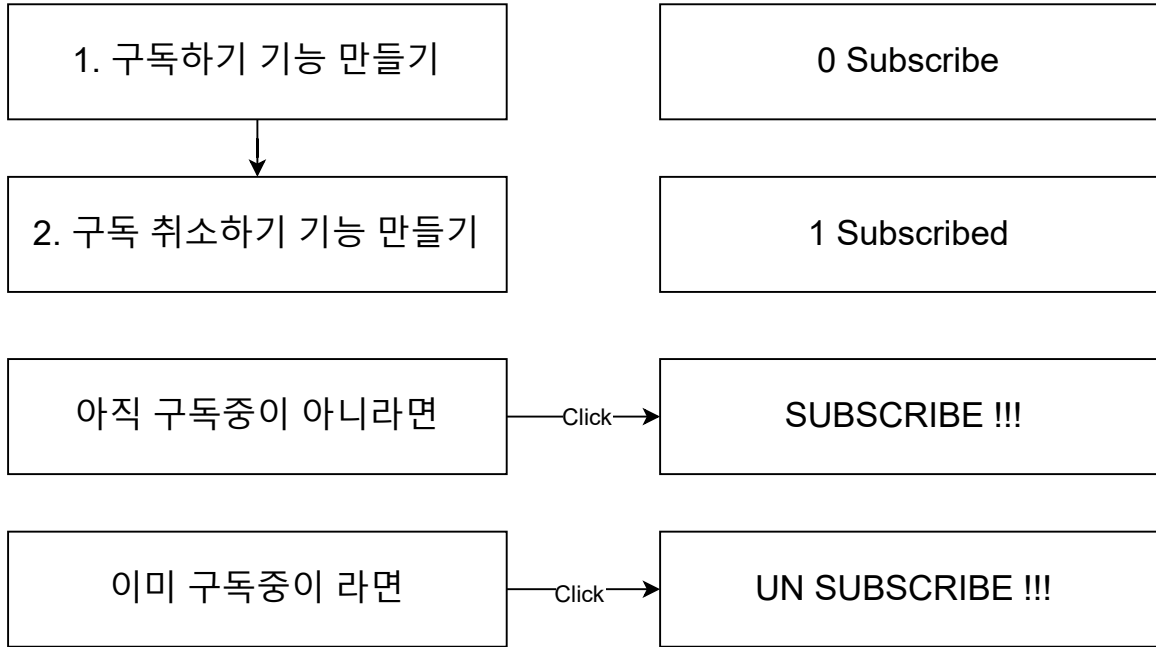 1. 구독하기 기능 만들기
0 Subscribe
2. 구독 취소하기 기능 만들기
1 Subscribed
아직 구독중이 아니라면
Click
SUBSCRIBE !!!
이미 구독중이 라면
Click
UN SUBSCRIBE !!!